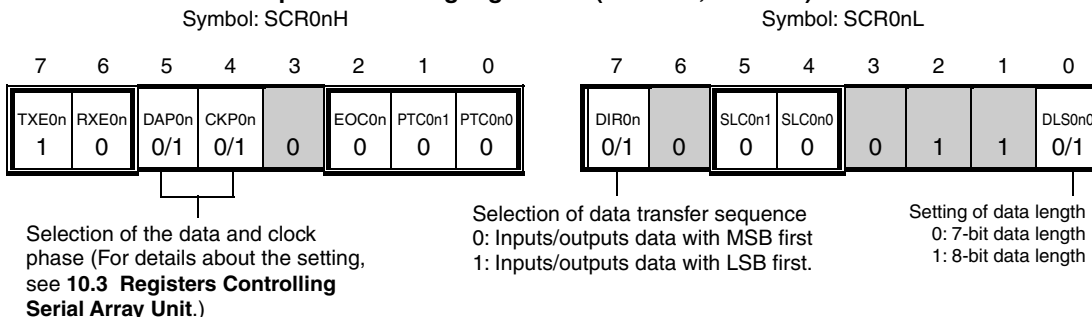 Symbol: SCR0nH
7 6 5 4 3 2 1 0
TXE0n RXE0n DAP0n CKP0n EOC0n PTC0n1 PTC0n0
1 0 0/1 0/1 0 0 0 0
Selection of the data and clock
phase (For details about the setting,
see 10.3 Registers Controlling
Serial Array Unit.)
Symbol: SCR0nL
7 6 5 4 3 2 1 0
DIR0n SLC0n1 SLC0n0 DLS0n0
0/1 0 0 0 0 1 1 0/1
Selection of data transfer sequence
0: Inputs/outputs data with MSB first
1: Inputs/outputs data with LSB first.
Setting of data length
0: 7-bit data length
1: 8-bit data length